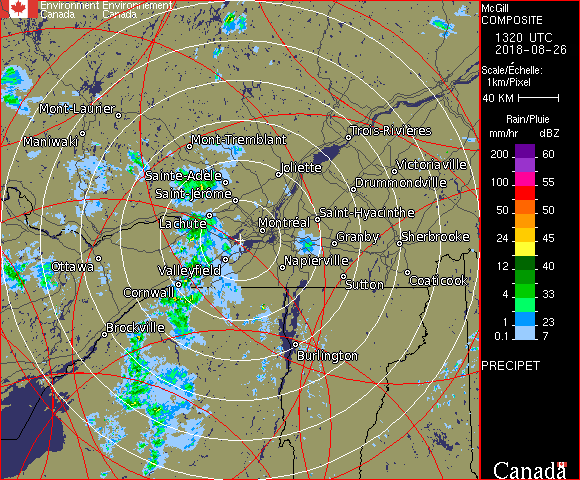 Environment Environnement
Canada Canada
McGill
COMPOSITE
1320 UTC
2018-08-26
Scale/Échelle:
1km/Pixel
40 KM
Rain/Pluie
mm/hr dBZ
200 60
150 57
100 55
50 50
24 45
12 40
4 33
1 23
0.1 7
PRECIPET
Canada
Mont-Laurier
Maniwaki
Mont-Tremblant
Trois-Rivières
Joliette
Victoriaville
Sainte-Adèle
Drummondville
Saint-Jérôme
Saint-Hyacinthe
Lachute
Montréal
Granby
Sherbrooke
Ottawa
Valleyfield
Napierville
Sutton
Coaticook
Cornwall
Brockville
Burlington